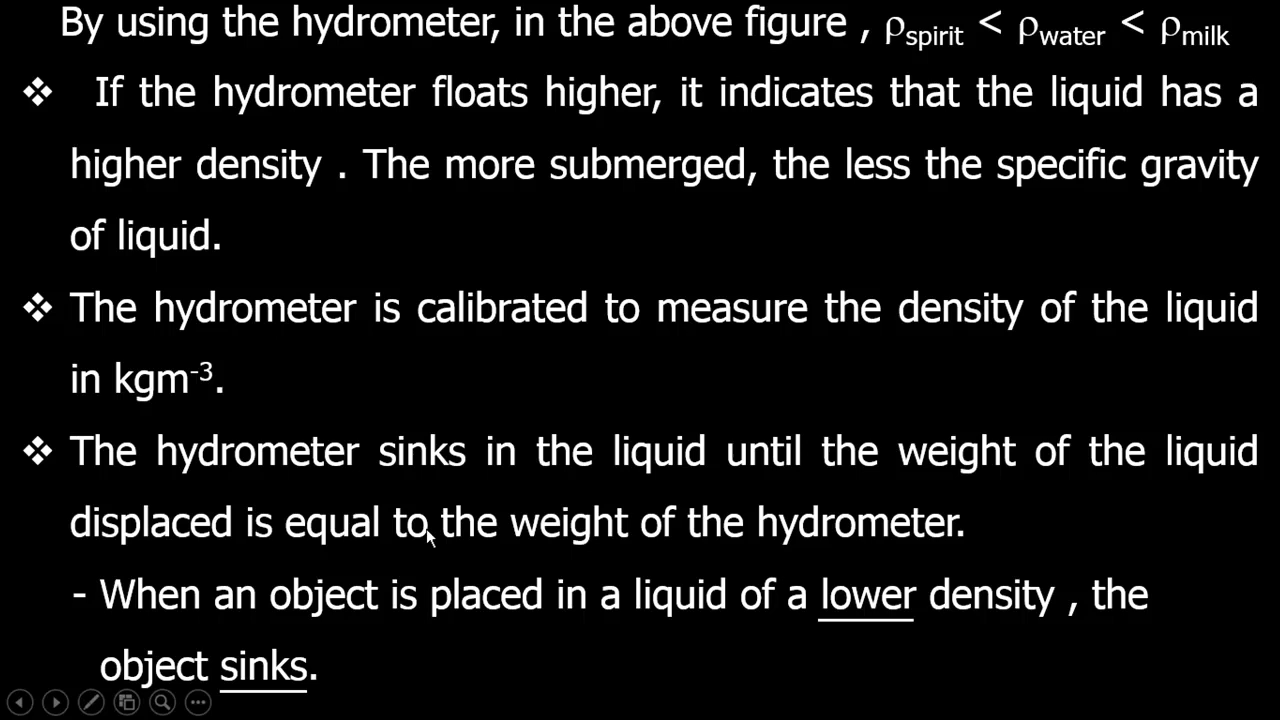 By using the hydrometer, in the above figure , ρspirit < ρwater < ρmilk
❖ If the hydrometer floats higher, it indicates that the liquid has a
higher density . The more submerged, the less the specific gravity
of liquid.
❖ The hydrometer is calibrated to measure the density of the liquid
in kgm⁻³.
❖ The hydrometer sinks in the liquid until the weight of the liquid
displaced is equal to the weight of the hydrometer.
- When an object is placed in a liquid of a lower density , the
object sinks.